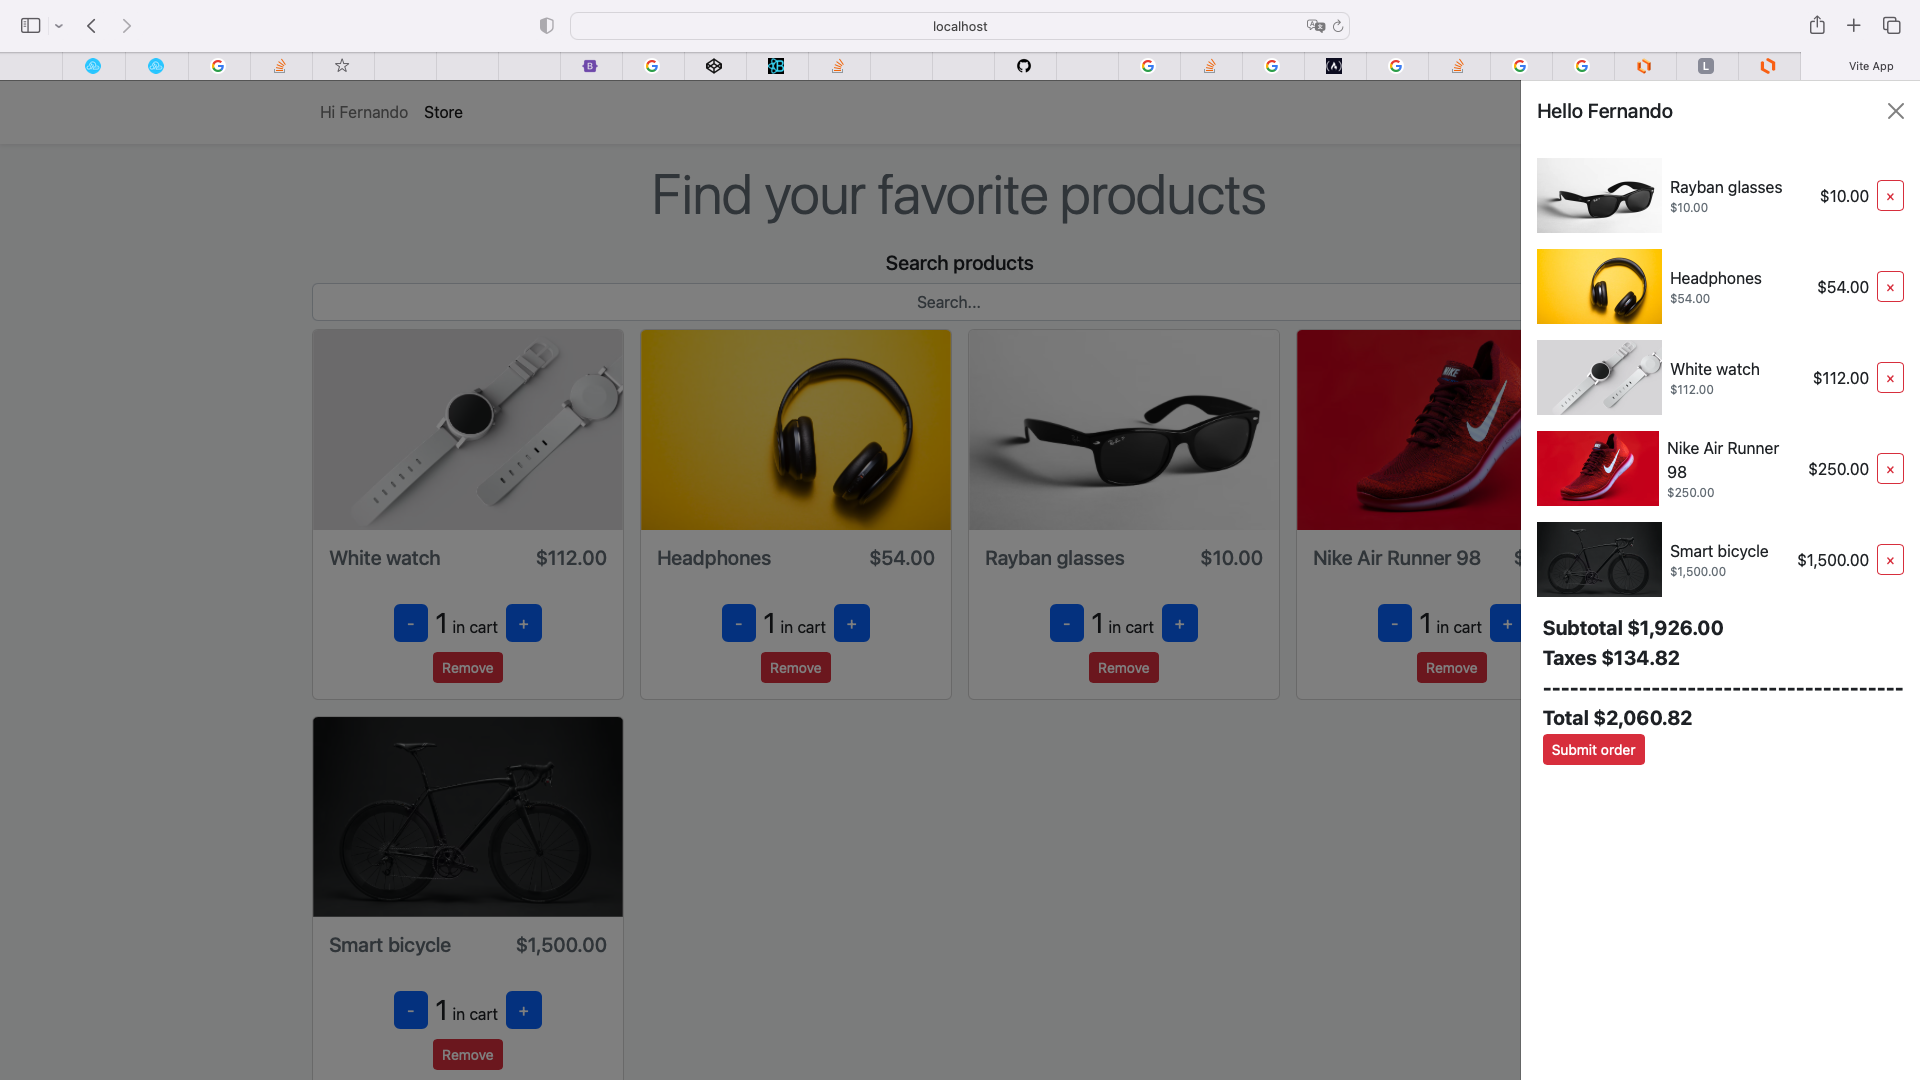 localhost
Vite App
Hi Fernando Store
Find your favorite products
Search products
Search...
White watch $112.00
- 1 in cart +
Remove
Headphones $54.00
- 1 in cart +
Remove
Rayban glasses $10.00
- 1 in cart +
Remove
Nike Air Runner 98
- 1 in cart +
Remove
Smart bicycle $1,500.00
- 1 in cart +
Remove
Hello Fernando
Rayban glasses
$10.00
$10.00 ×
Headphones
$54.00
$54.00 ×
White watch
$112.00
$112.00 ×
Nike Air Runner
98
$250.00
$250.00 ×
Smart bicycle
$1,500.00
$1,500.00 ×
Subtotal $1,926.00
Taxes $134.82
----------------------------------------
Total $2,060.82
Submit order